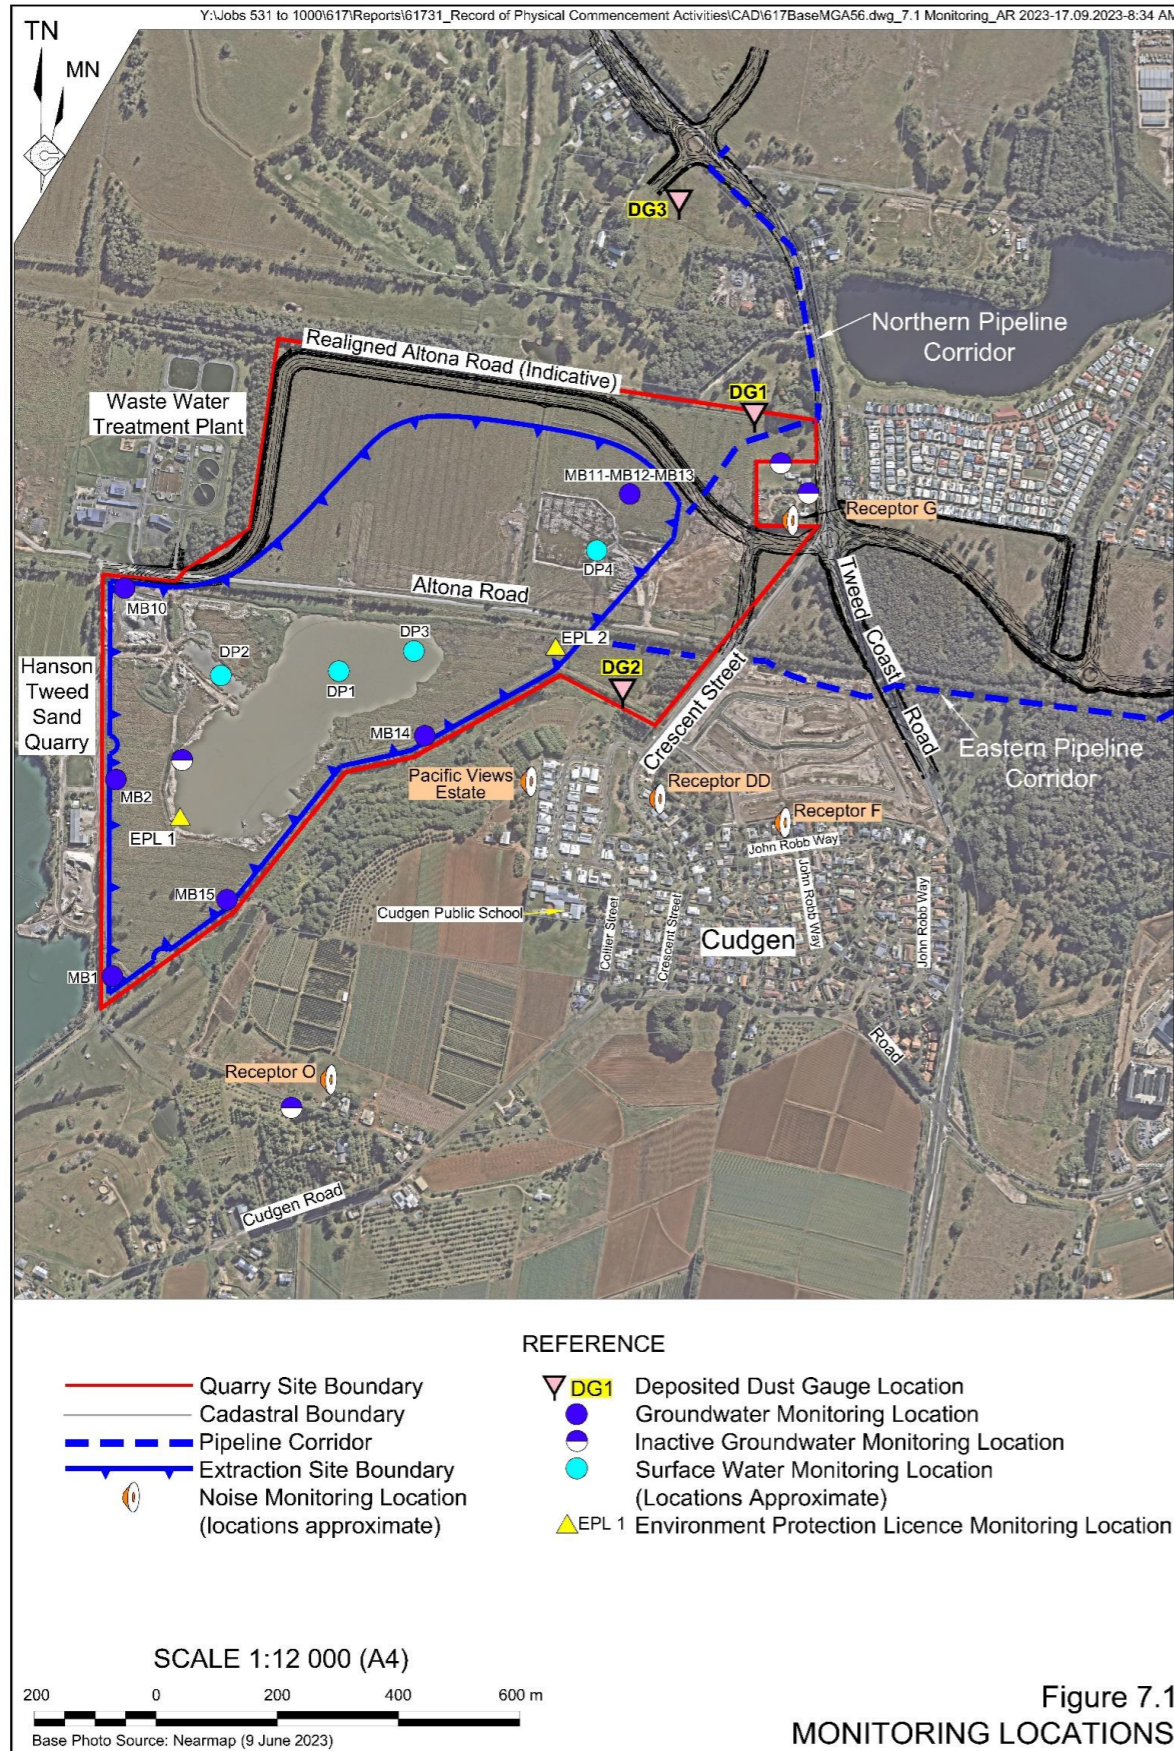 Y:\Jobs 531 to 1000\617\Reports\61731_Record of Physical Commencement Activities\CAD\617BaseMGA56.dwg_7.1 Monitoring_AR 2023-17.09.2023-8:34 AM
TN
MN
DG3
Northern Pipeline
Corridor
Realigned Altona Road (Indicative)
Waste Water
Treatment Plant
DG1
MB11-MB12-MB13
Receptor G
DP4
Altona Road
MB10
Tweed Coast Road
DP3
EPL 2
DP2
DP1
DG2
Hanson
Tweed
Sand
Quarry
Crescent Street
MB14
Eastern Pipeline
Corridor
Pacific Views
Estate
Receptor DD
MB2
Receptor F
EPL 1
John Robb Way
John Robb Way
John Robb Way
MB15
Cudgen Public School
Collier Street
Crescent Street
Cudgen
MB1
Road
Receptor O
Cudgen Road
REFERENCE
Quarry Site Boundary
Cadastral Boundary
Pipeline Corridor
Extraction Site Boundary
Noise Monitoring Location
(locations approximate)
DG1 Deposited Dust Gauge Location
Groundwater Monitoring Location
Inactive Groundwater Monitoring Location
Surface Water Monitoring Location
(Locations Approximate)
EPL 1 Environment Protection Licence Monitoring Location
SCALE 1:12 000 (A4)
200 0 200 400 600 m
Base Photo Source: Nearmap (9 June 2023)
Figure 7.1
MONITORING LOCATIONS